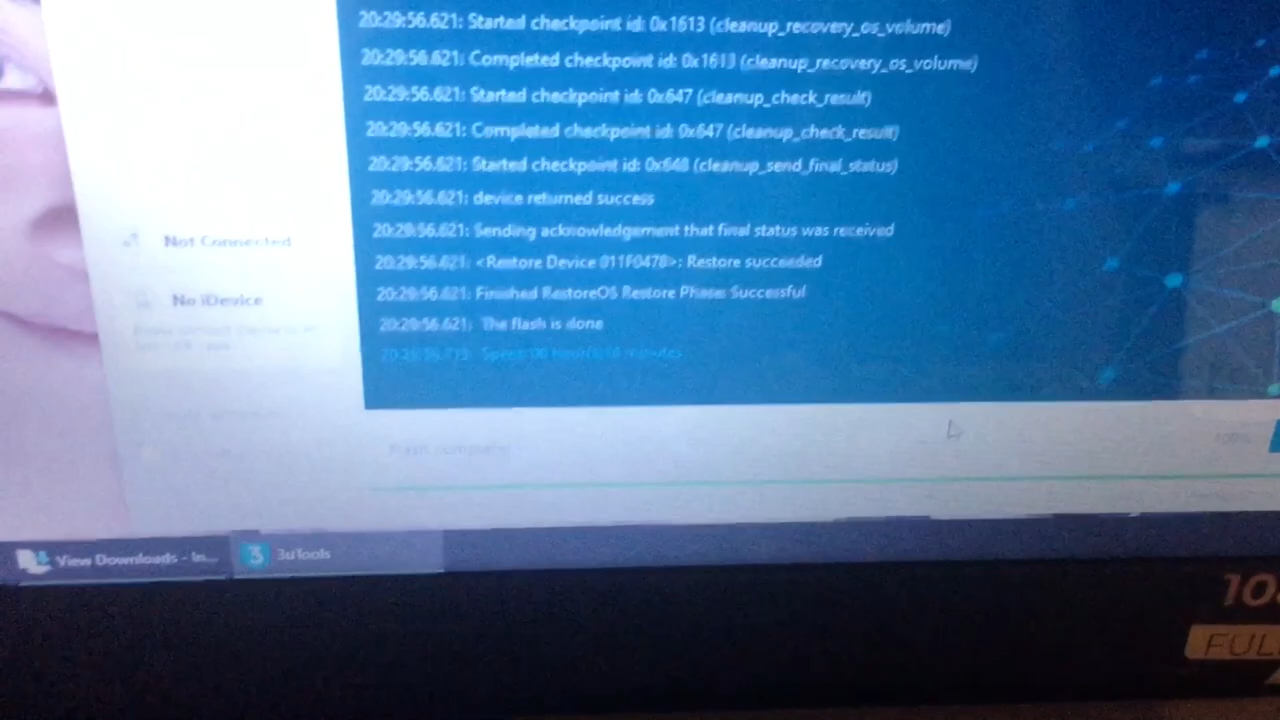 20:29:56.621: Started checkpoint id: 0x1613 (cleanup_recovery_os_volume)
20:29:56.621: Completed checkpoint id: 0x1613 (cleanup_recovery_os_volume)
20:29:56.621: Started checkpoint id: 0x647 (cleanup_check_result)
20:29:56.621: Completed checkpoint id: 0x647 (cleanup_check_result)
20:29:56.621: Started checkpoint id: 0x648 (cleanup_send_final_status)
20:29:56.621: device returned success
20:29:56.621: Sending acknowledgement that final status was received
20:29:56.621: <Restore Device 011F0478>: Restore succeeded
20:29:56.621: Finished RestoreOS Restore Phase: Successful
20:29:56.621: The flash is done
Not Connected
No iDevice
100%
View Downloads - In...
3uTools
FUL